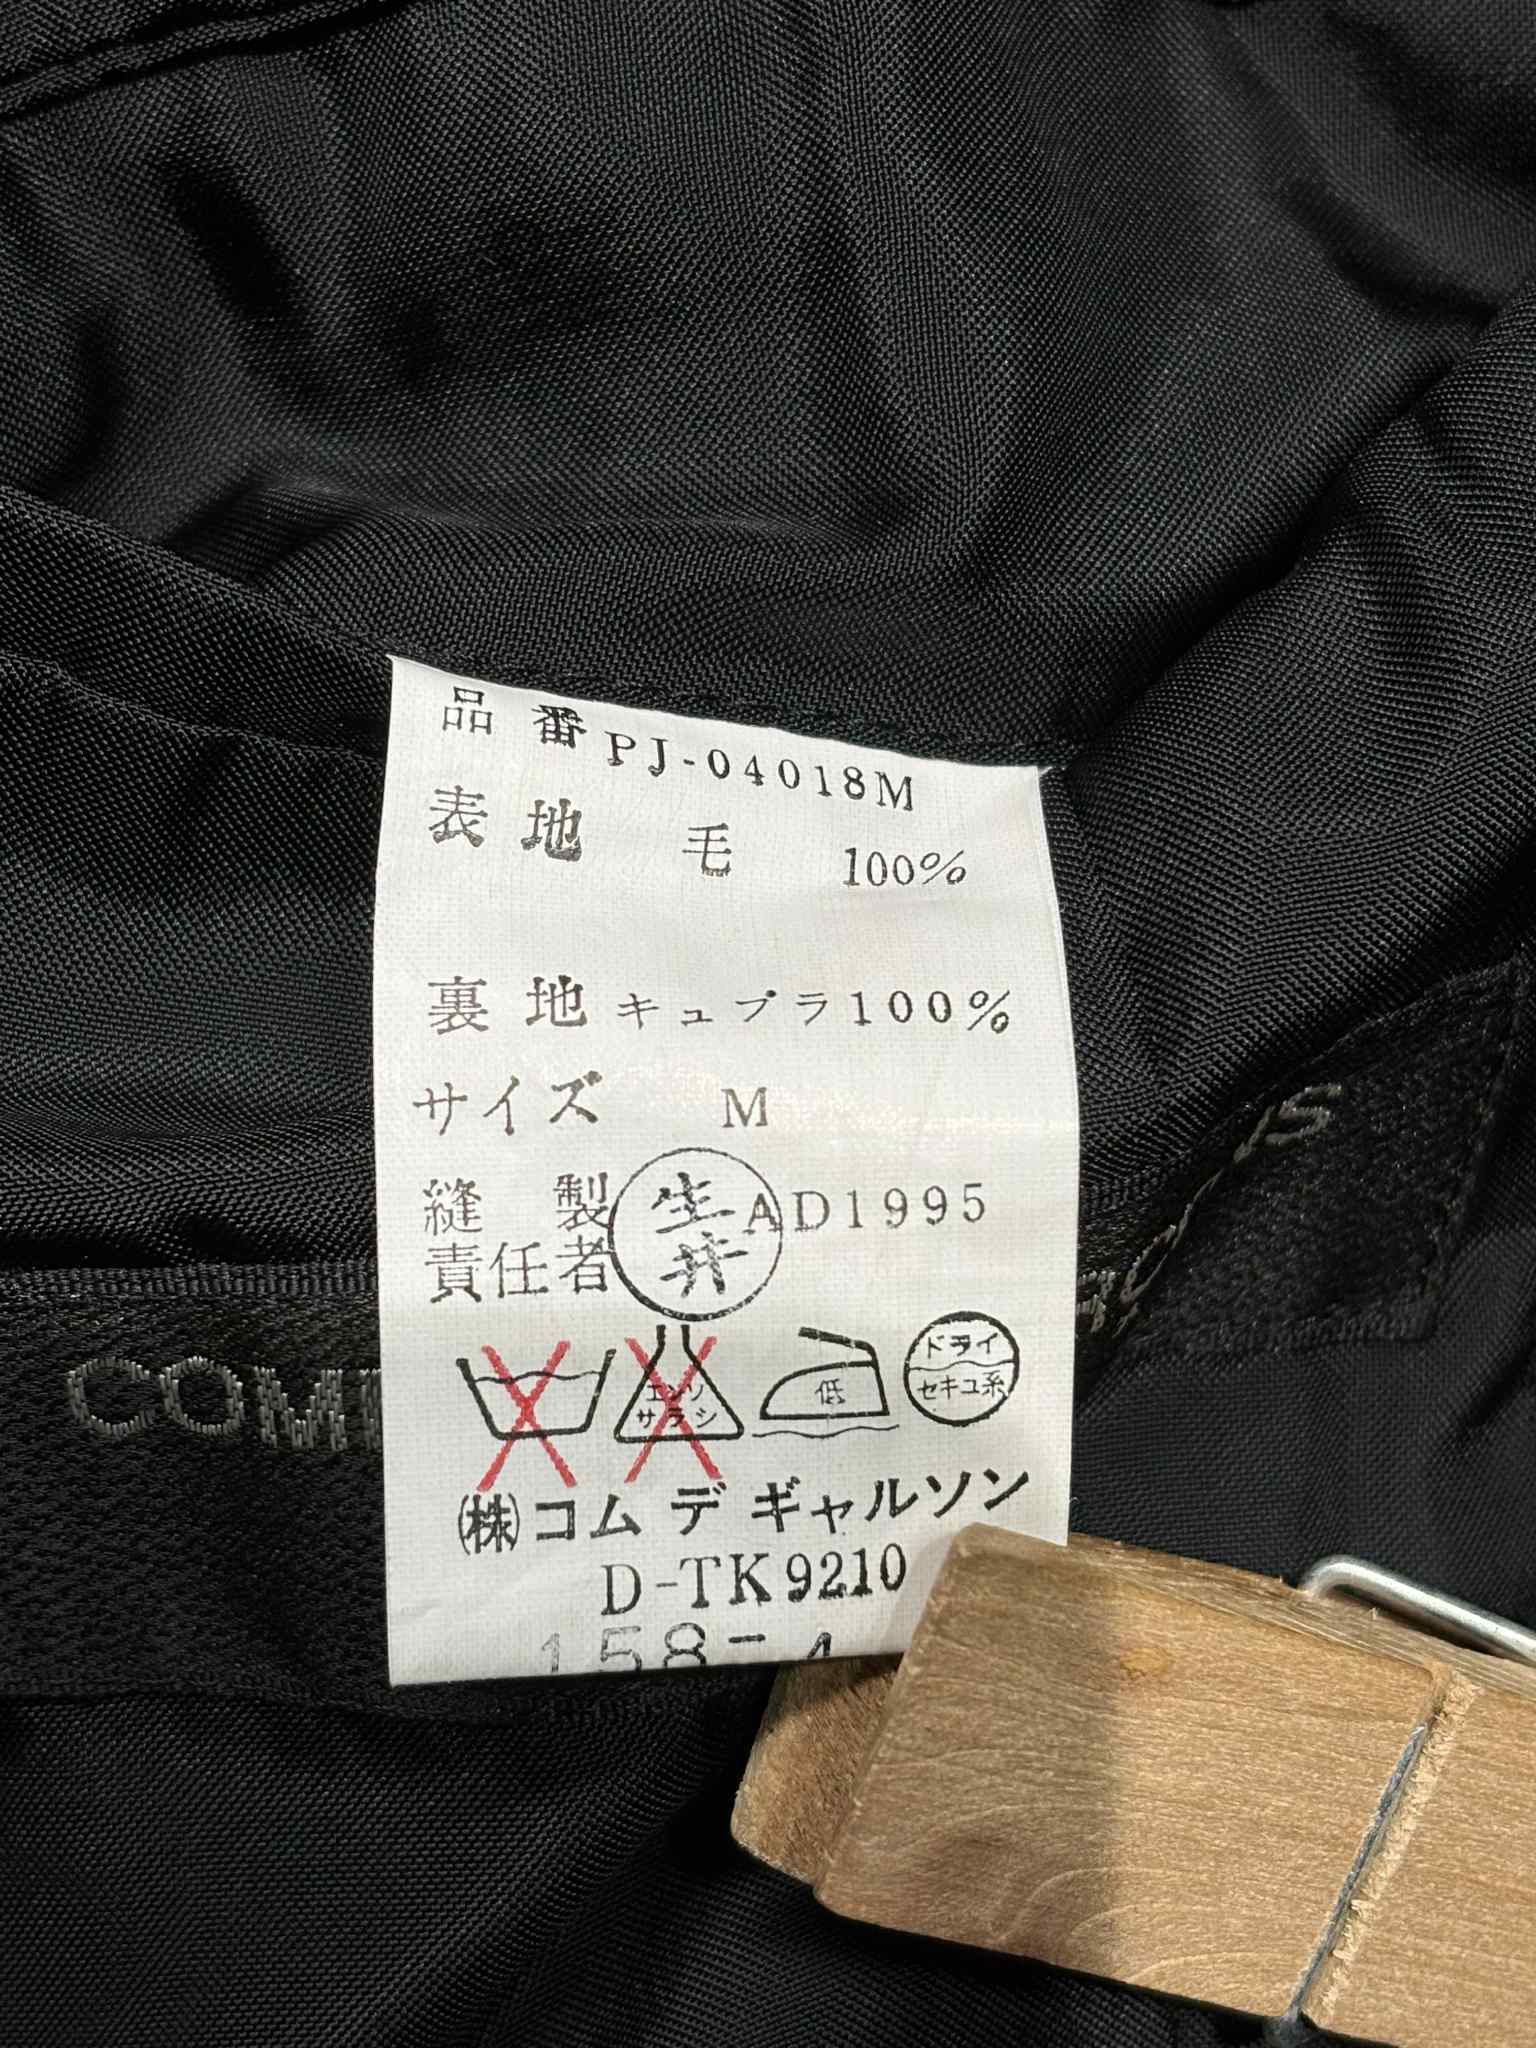 品 番 PJ-04018M
表 地 毛 100%
裏 地 キュプラ100%
サイズ M
縫 製 AD1995
責任者
生井
エンソ
サラシ
低
ドライ
セキユ系
㈱コム デ ギャルソン
D-TK9210
158-4
COM